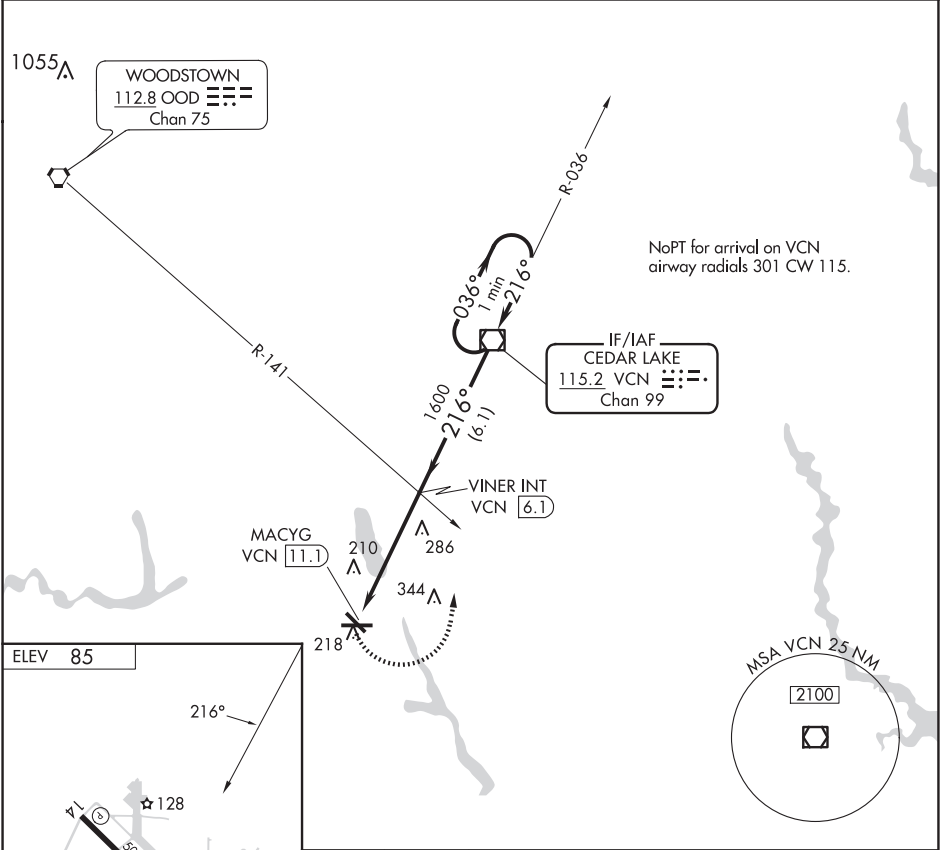 1055
WOODSTOWN
112.8 OOD
Chan 75
R-036
NoPT for arrival on VCN
airway radials 301 CW 115.
036°
1 min
216°
IF/IAF
CEDAR LAKE
115.2 VCN
Chan 99
R-141
1600
216°
(6.1)
VINER INT
VCN 6.1
MACYG
VCN 11.1
210
286
344
218
ELEV 85
216°
MSA VCN 25 NM
2100
128
14
P
50